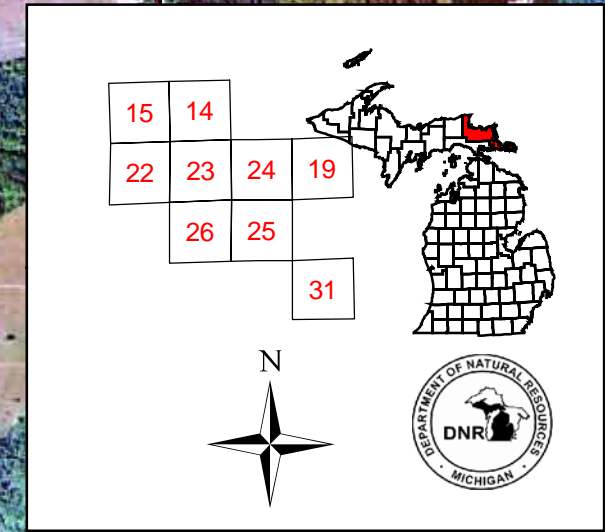 15 14
22 23 24 19
26 25
31
N
DEPARTMENT OF NATURAL RESOURCES
DNR
MICHIGAN